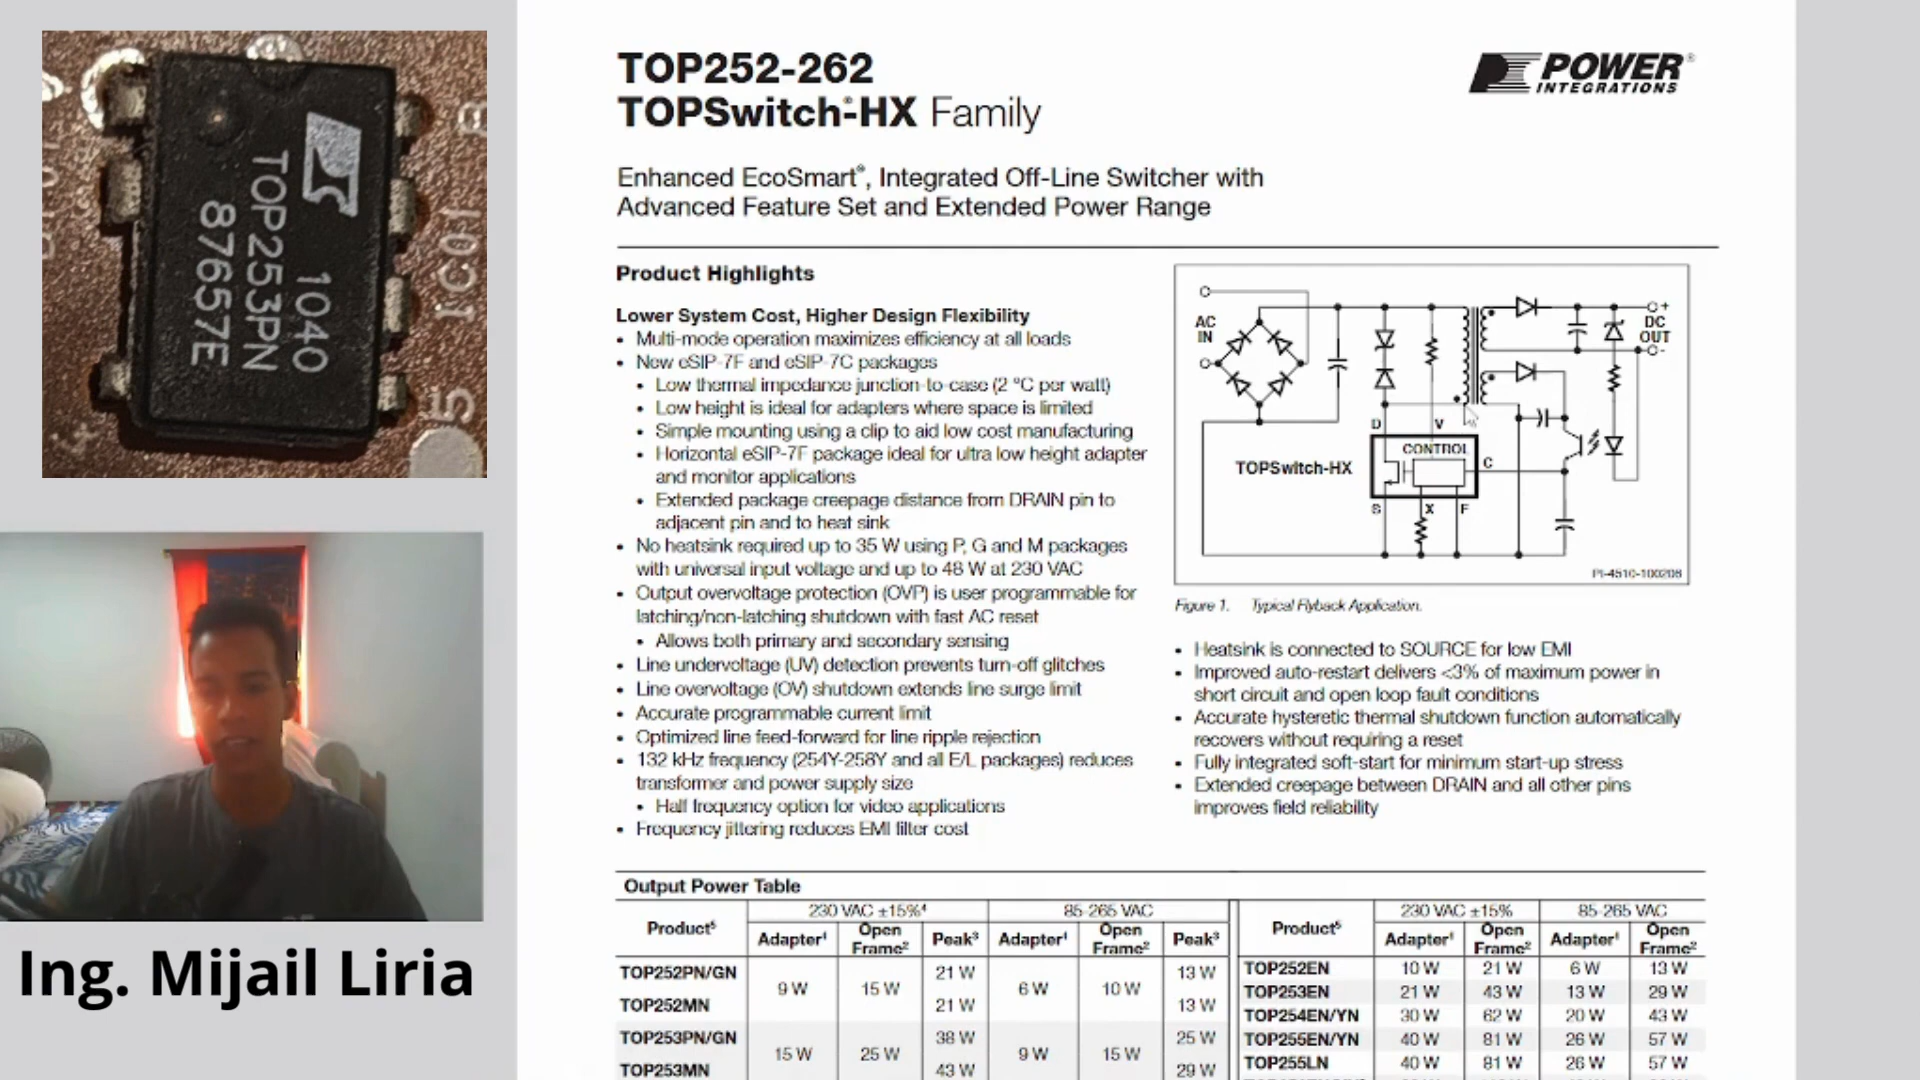 TOP253PN
1040
87657E
IC01
5
Ing. Mijail Liria
TOP252-262
TOPSwitch®-HX Family
POWER®
INTEGRATIONS
Enhanced EcoSmart®, Integrated Off-Line Switcher with
Advanced Feature Set and Extended Power Range
Product Highlights
Lower System Cost, Higher Design Flexibility
• Multi-mode operation maximizes efficiency at all loads
• New eSIP-7F and eSIP-7C packages
• Low thermal impedance junction-to-case (2 °C per watt)
• Low height is ideal for adapters where space is limited
• Simple mounting using a clip to aid low cost manufacturing
• Horizontal eSIP-7F package ideal for ultra low height adapter
and monitor applications
• Extended package creepage distance from DRAIN pin to
adjacent pin and to heat sink
• No heatsink required up to 35 W using P, G and M packages
with universal input voltage and up to 48 W at 230 VAC
• Output overvoltage protection (OVP) is user programmable for
latching/non-latching shutdown with fast AC reset
• Allows both primary and secondary sensing
• Line undervoltage (UV) detection prevents turn-off glitches
• Line overvoltage (OV) shutdown extends line surge limit
• Accurate programmable current limit
• Optimized line feed-forward for line ripple rejection
• 132 kHz frequency (254Y-258Y and all E/L packages) reduces
transformer and power supply size
• Half frequency option for video applications
• Frequency jittering reduces EMI filter cost
AC
IN
+
DC
OUT
-
D
V
CONTROL
C
TOPSwitch-HX
S
X
F
PI-4510-100206
Figure 1. Typical Flyback Application.
• Heatsink is connected to SOURCE for low EMI
• Improved auto-restart delivers <3% of maximum power in
short circuit and open loop fault conditions
• Accurate hysteretic thermal shutdown function automatically
recovers without requiring a reset
• Fully integrated soft-start for minimum start-up stress
• Extended creepage between DRAIN and all other pins
improves field reliability
Output Power Table
Product⁵ 230 VAC ±15%⁴ 85-265 VAC
Adapter¹ Open Frame² Peak³ Adapter¹ Open Frame² Peak³
TOP252PN/GN 9 W 15 W 21 W 6 W 10 W 13 W
TOP252MN 21 W 13 W
TOP253PN/GN 15 W 25 W 38 W 9 W 15 W 25 W
TOP253MN 43 W 29 W
Product⁵ 230 VAC ±15% 85-265 VAC
Adapter¹ Open Frame² Adapter¹ Open Frame²
TOP252EN 10 W 21 W 6 W 13 W
TOP253EN 21 W 43 W 13 W 29 W
TOP254EN/YN 30 W 62 W 20 W 43 W
TOP255EN/YN 40 W 81 W 26 W 57 W
TOP255LN 40 W 81 W 26 W 57 W